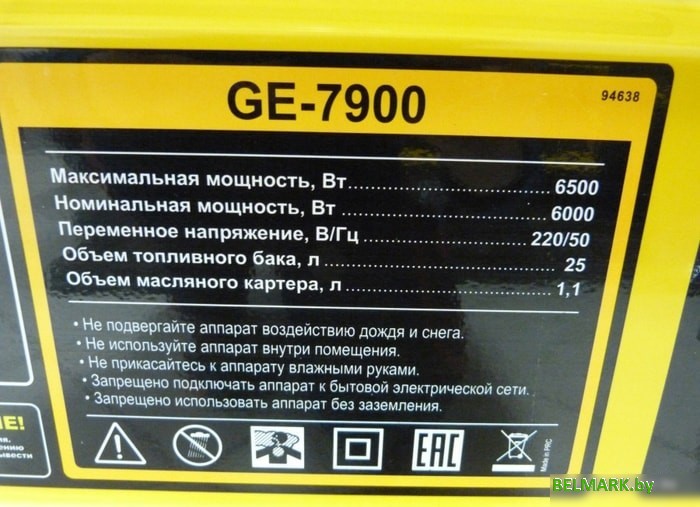 GE-7900
94638
Максимальная мощность, Вт 6500
Номинальная мощность, Вт 6000
Переменное напряжение, В/Гц 220/50
Объем топливного бака, л 25
Объем масляного картера, л 1,1
• Не подвергайте аппарат воздействию дождя и снега.
• Не используйте аппарат внутри помещения.
• Не прикасайтесь к аппарату влажными руками.
• Запрещено подключать аппарат к бытовой электрической сети.
• Запрещено использовать аппарат без заземления.
EAC
Made in PRC
BELMARK.by